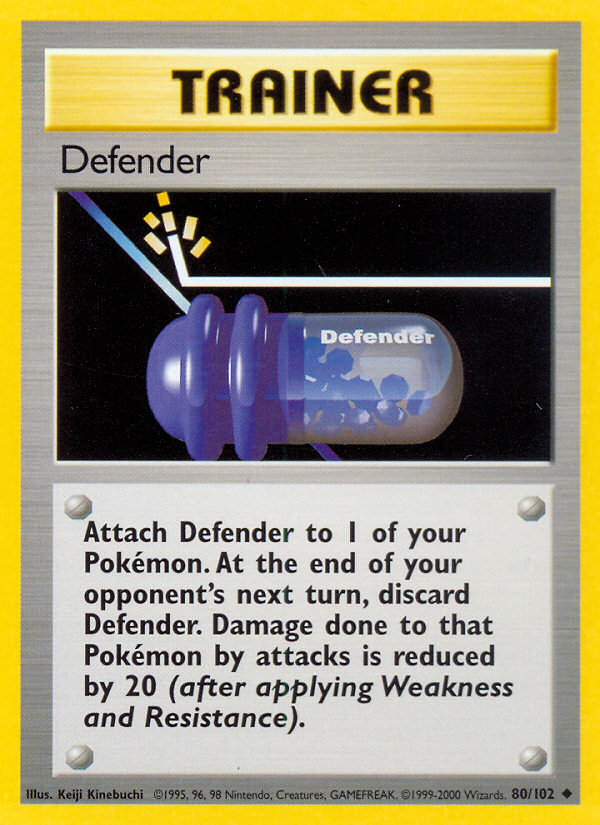 TRAINER
Defender
Defender
Attach Defender to 1 of your
Pokémon. At the end of your
opponent's next turn, discard
Defender. Damage done to that
Pokémon by attacks is reduced
by 20 (after applying Weakness
and Resistance).
Illus. Keiji Kinebuchi ©1995, 96, 98 Nintendo, Creatures, GAMEFREAK. ©1999-2000 Wizards. 80/102 ◆